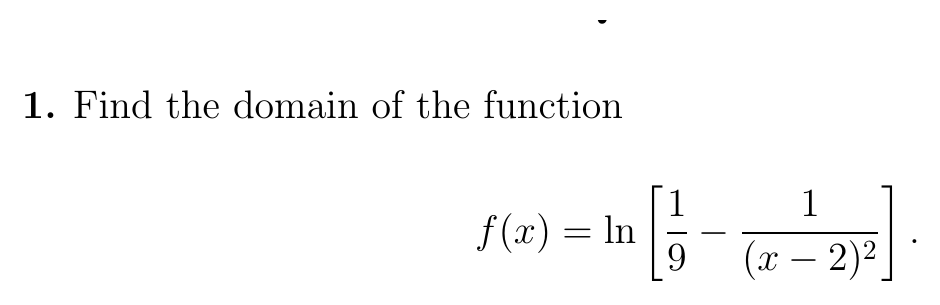 1. Find the domain of the function
f(x) = ln [ 1/9 − 1/(x − 2)² ] .